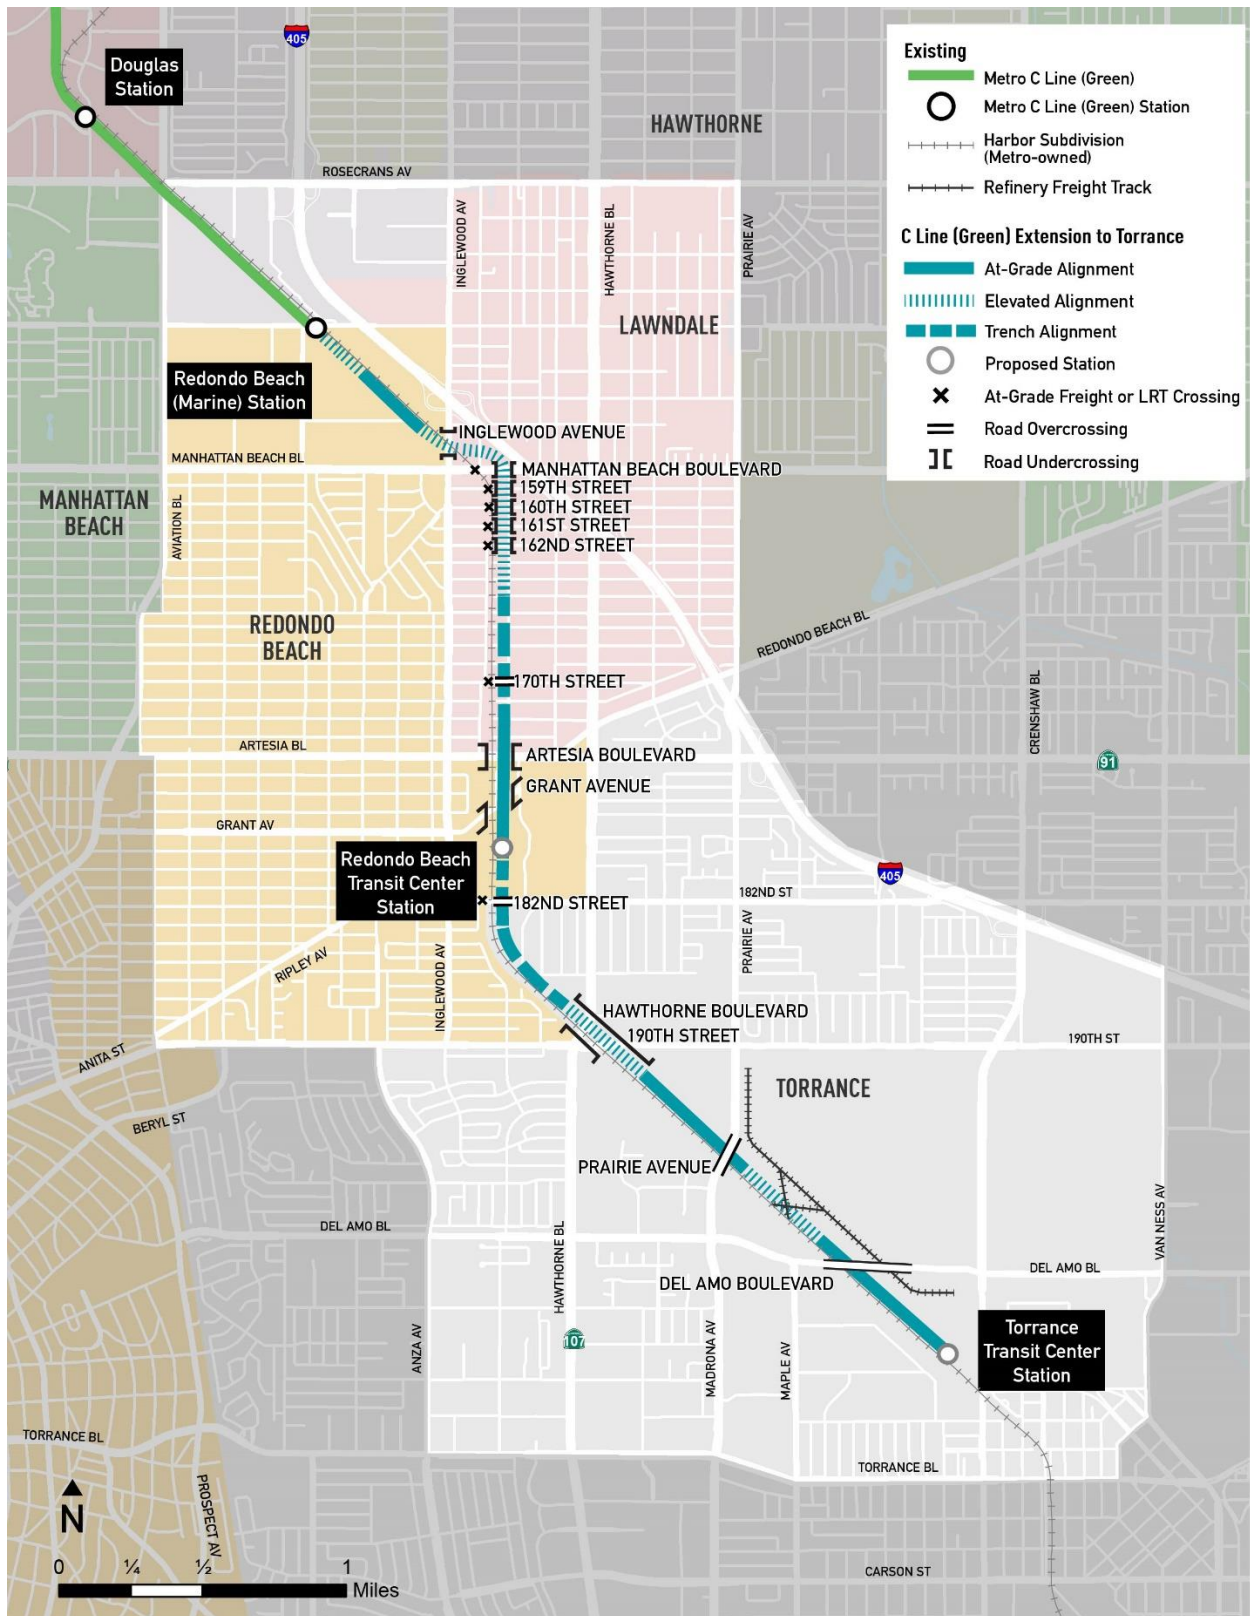 405
Douglas
Station
HAWTHORNE
ROSECRANS AV
INGLEWOOD AV
HAWTHORNE BL
PRAIRIE AV
Existing
Metro C Line (Green)
Metro C Line (Green) Station
Harbor Subdivision
(Metro-owned)
Refinery Freight Track
C Line (Green) Extension to Torrance
At-Grade Alignment
Elevated Alignment
Trench Alignment
Proposed Station
At-Grade Freight or LRT Crossing
Road Overcrossing
Road Undercrossing
LAWNDALE
Redondo Beach
(Marine) Station
INGLEWOOD AVENUE
MANHATTAN BEACH BL
MANHATTAN BEACH BOULEVARD
159TH STREET
160TH STREET
161ST STREET
162ND STREET
MANHATTAN
BEACH
AVIATION BL
REDONDO
BEACH
REDONDO BEACH BL
170TH STREET
CRENSHAW BL
ARTESIA BL
ARTESIA BOULEVARD
91
GRANT AVENUE
GRANT AV
Redondo Beach
Transit Center
Station
405
182ND ST
182ND STREET
PRAIRIE AV
RIPLEY AV
INGLEWOOD AV
HAWTHORNE BOULEVARD
190TH STREET
190TH ST
ANITA ST
BERYL ST
TORRANCE
PRAIRIE AVENUE
VAN NESS AV
DEL AMO BL
HAWTHORNE BL
DEL AMO BOULEVARD
DEL AMO BL
107
ANZA AV
MADRONA AV
MAPLE AV
Torrance
Transit Center
Station
TORRANCE BL
TORRANCE BL
PROSPECT AV
CARSON ST
N
0 ¼ ½ 1
Miles